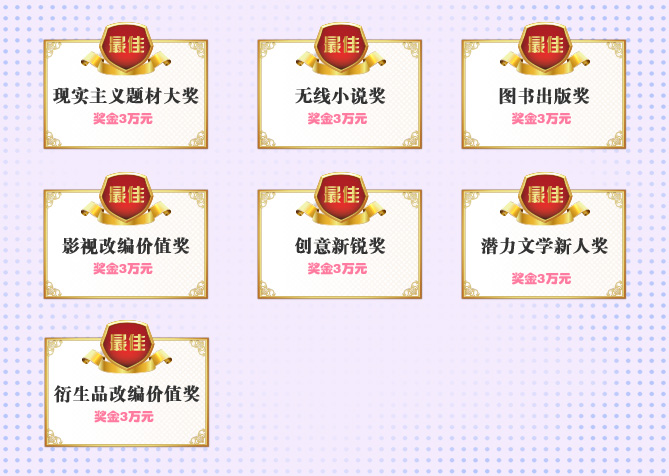 最佳
现实主义题材大奖
奖金3万元
最佳
无线小说奖
奖金3万元
最佳
图书出版奖
奖金3万元
最佳
影视改编价值奖
奖金3万元
最佳
创意新锐奖
奖金3万元
最佳
潜力文学新人奖
奖金3万元
最佳
衍生品改编价值奖
奖金3万元